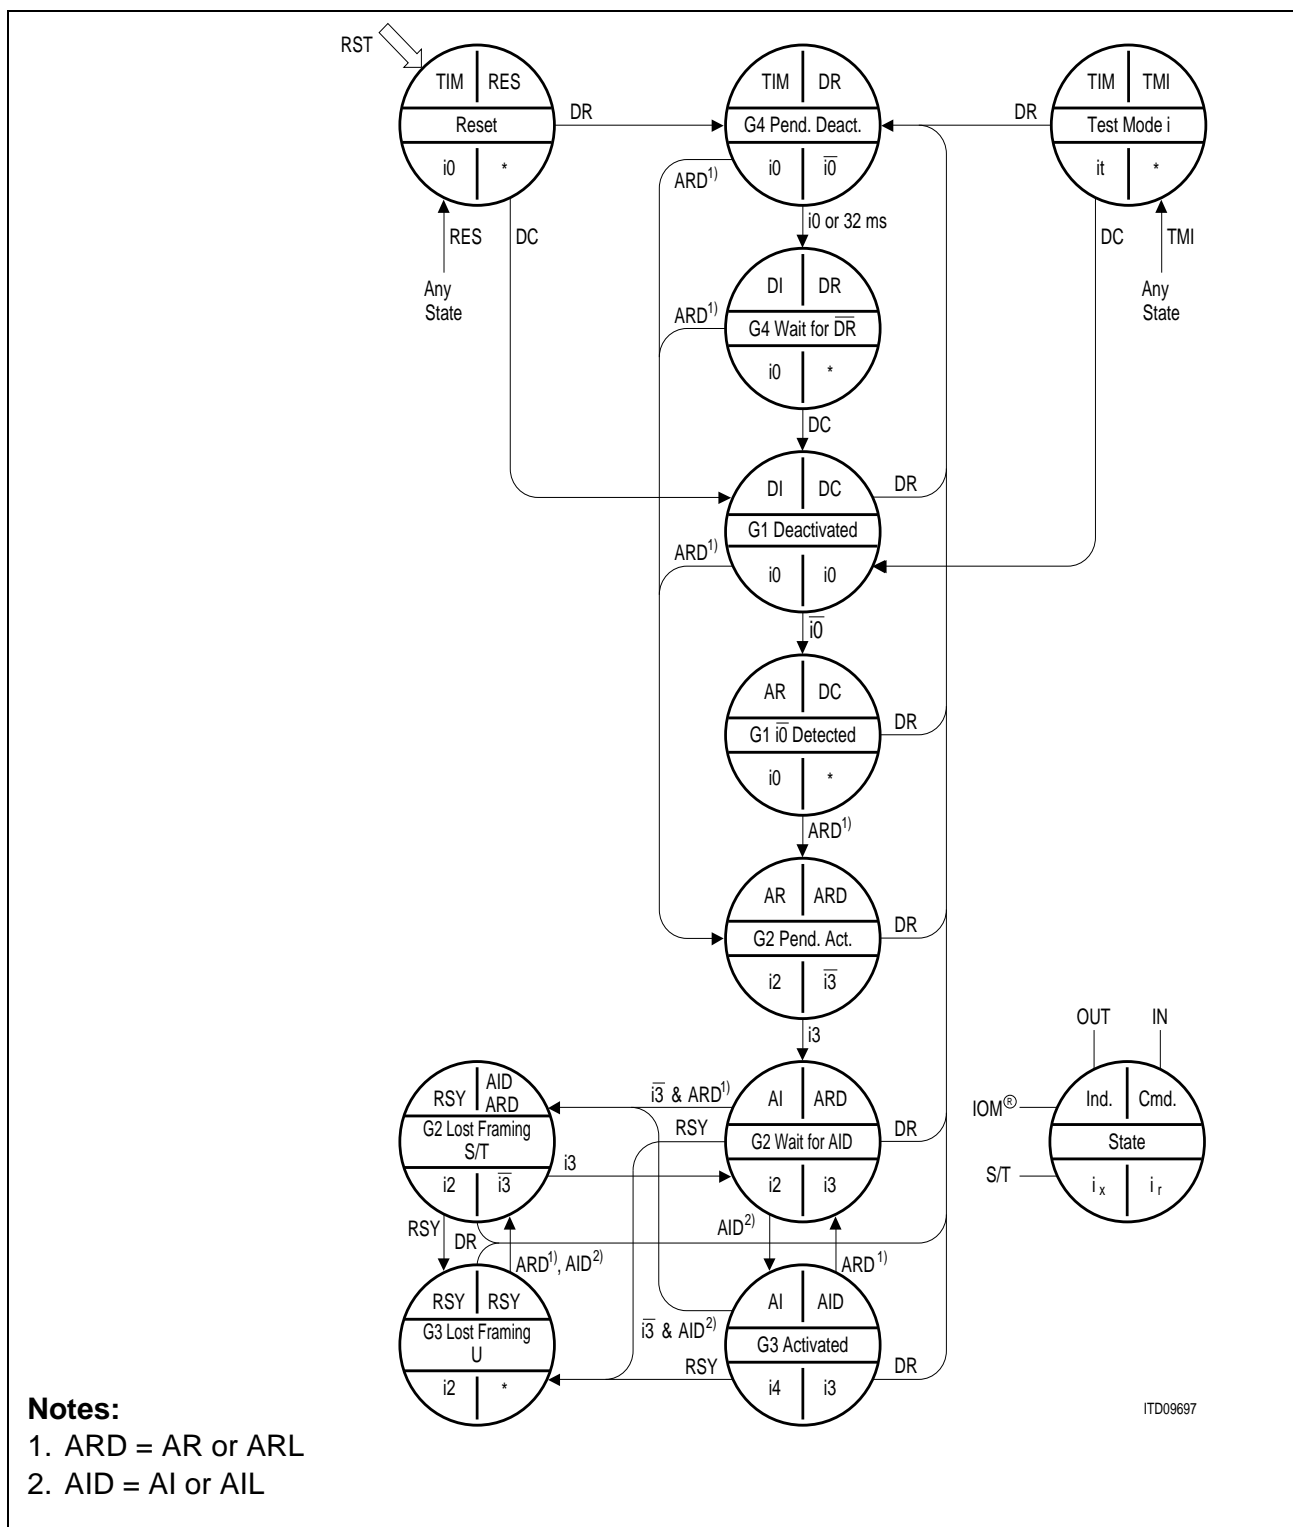 RST
TIM RES
Reset
i0 *
DR
TIM DR
G4 Pend. Deact.
i0 i0̅
DR
TIM TMI
Test Mode i
it *
ARD¹⁾
RES
DC
i0 or 32 ms
DC
TMI
Any
State
Any
State
DI DR
ARD¹⁾
G4 Wait for D̅R̅
i0 *
DC
DI DC
DR
G1 Deactivated
ARD¹⁾
i0 i0
i0̅
AR DC
DR
G1 i0̅ Detected
i0 *
ARD¹⁾
AR ARD
DR
G2 Pend. Act.
i2 i3̅
i3
OUT IN
IOM®
Ind. Cmd.
State
S/T
i x i r
RSY AID
ARD
G2 Lost Framing
S/T
i2 i3̅
i3̅ & ARD¹⁾
RSY
i3
AI ARD
G2 Wait for AID
i2 i3
DR
RSY
DR
ARD¹⁾, AID²⁾
AID²⁾
ARD¹⁾
RSY RSY
G3 Lost Framing
U
i2 *
i3̅ & AID²⁾
RSY
AI AID
G3 Activated
i4 i3
DR
ITD09697
Notes:
1. ARD = AR or ARL
2. AID = AI or AIL